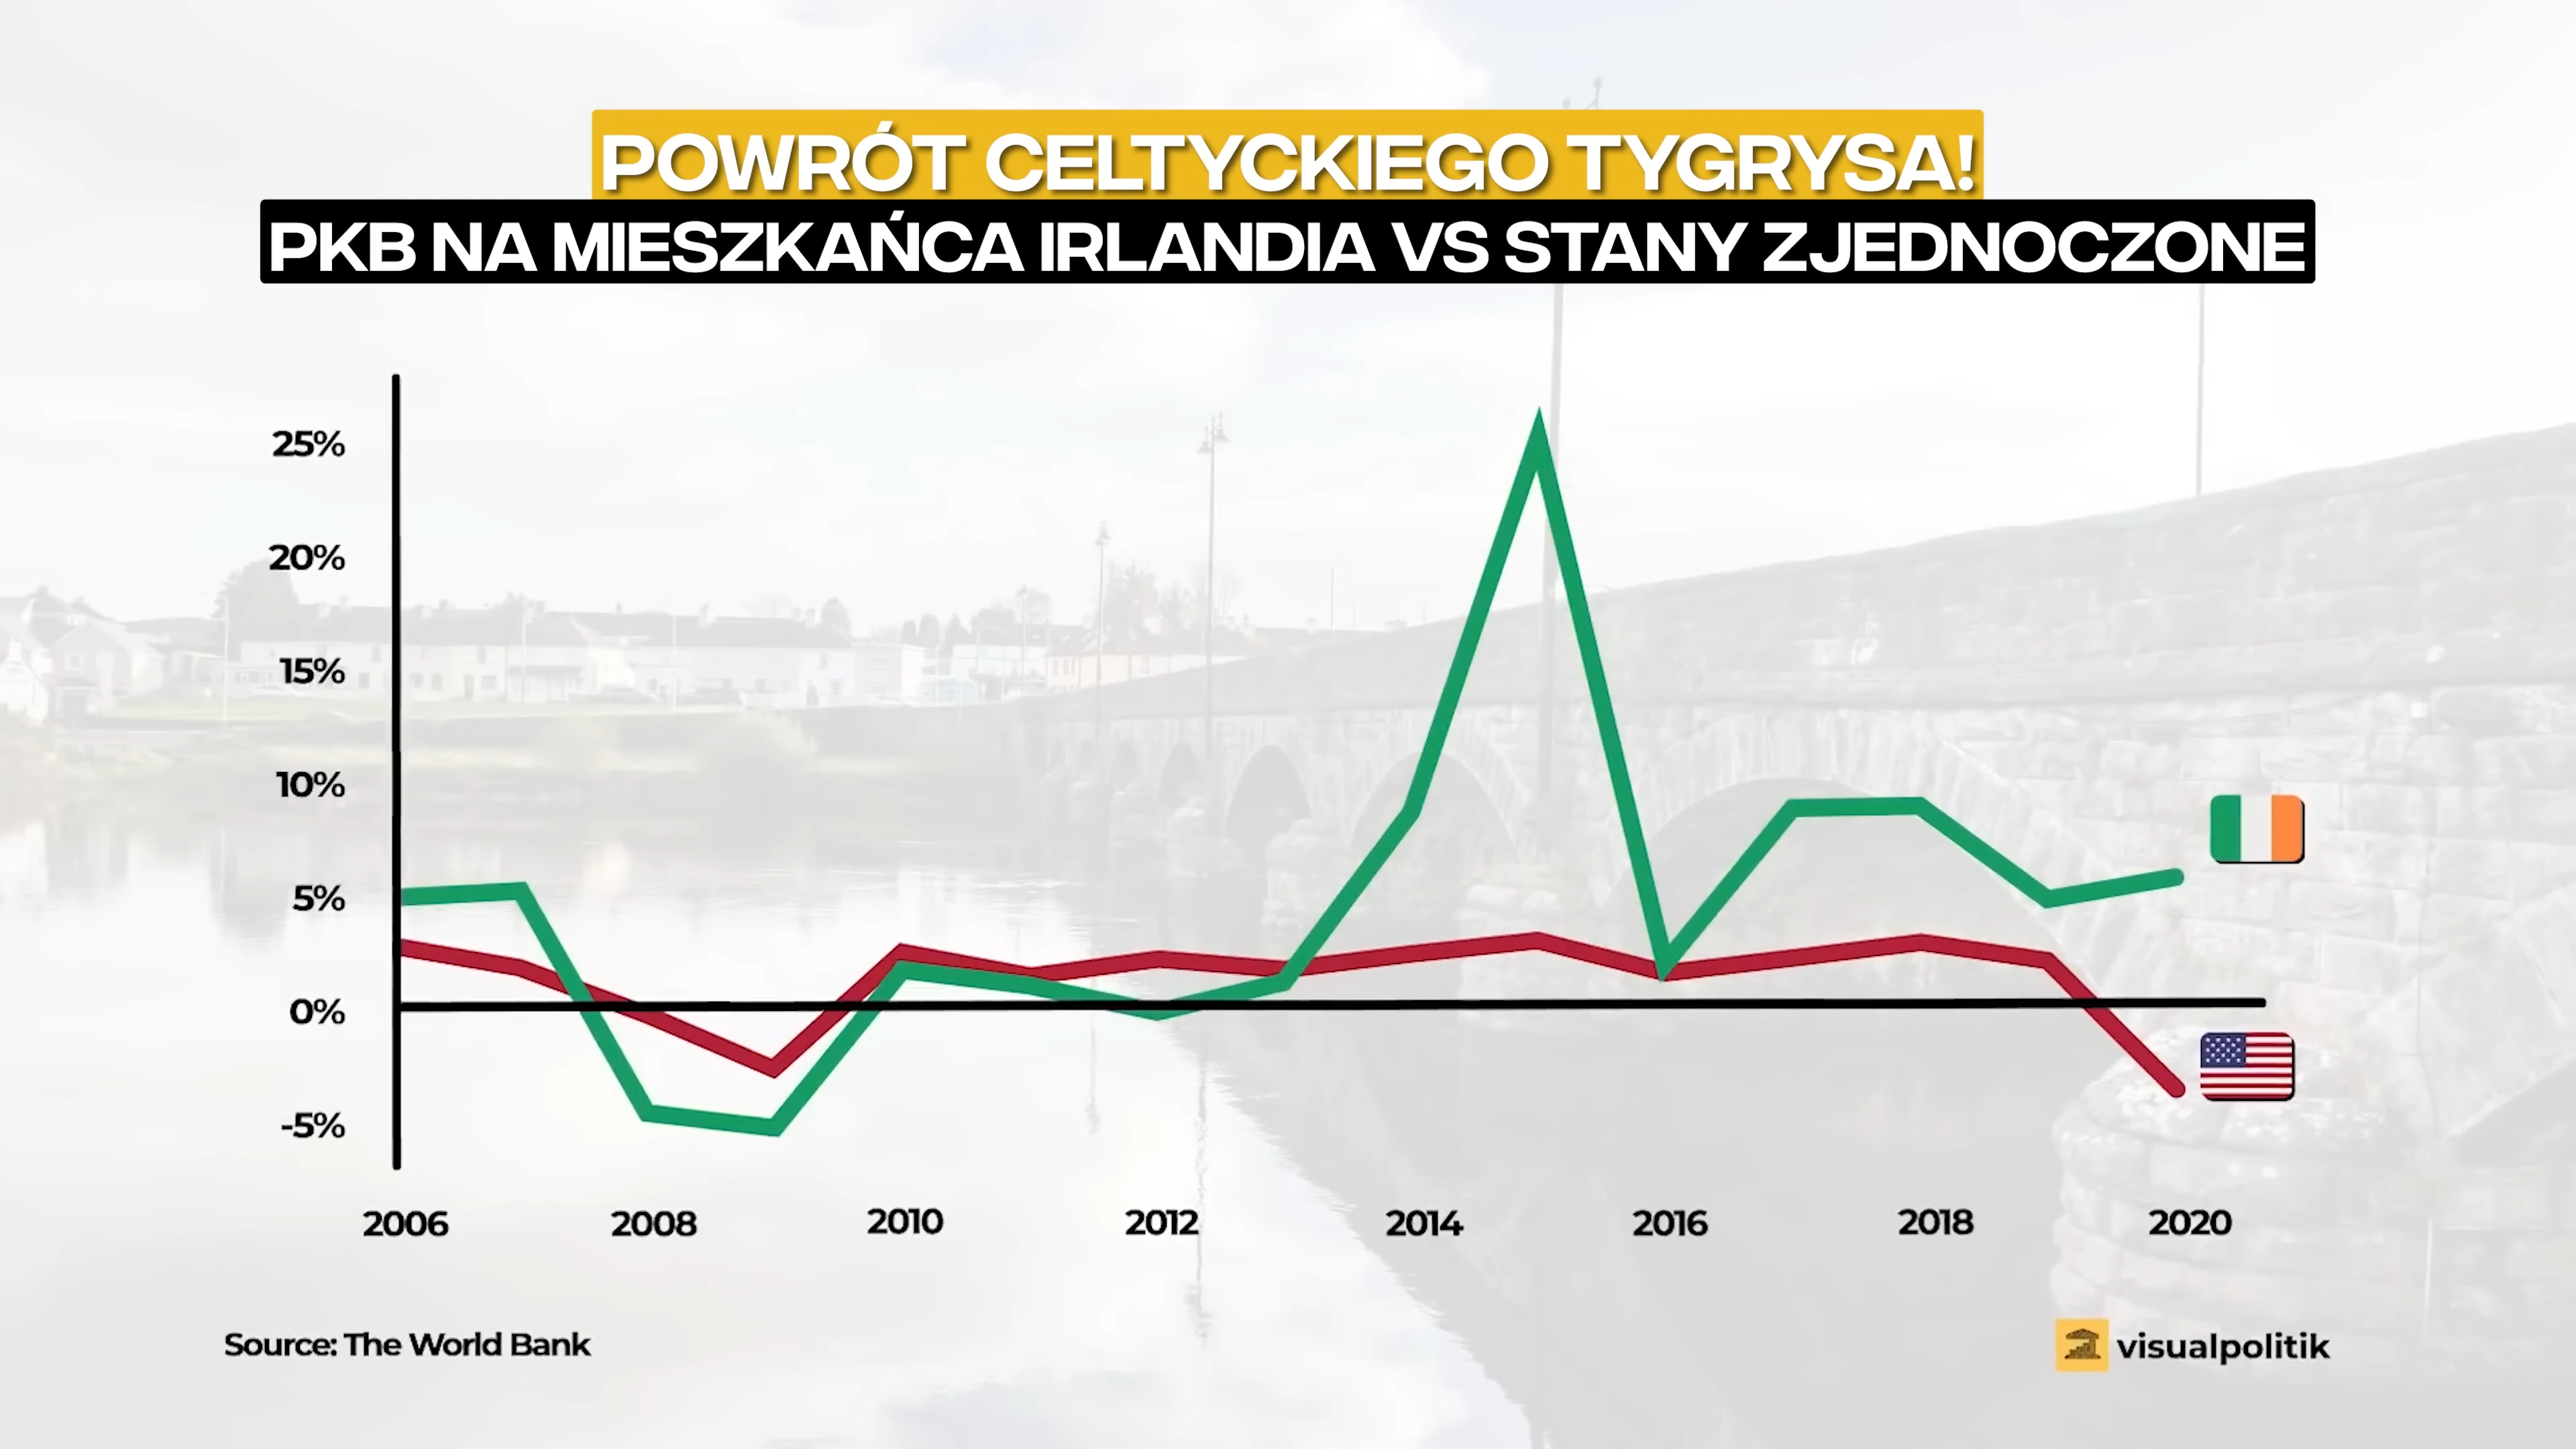 POWRÓT CELTYCKIEGO TYGRYSA!
PKB NA MIESZKAŃCA IRLANDIA VS STANY ZJEDNOCZONE
25%
20%
15%
10%
5%
0%
-5%
2006 2008 2010 2012 2014 2016 2018 2020
Source: The World Bank
visualpolitik